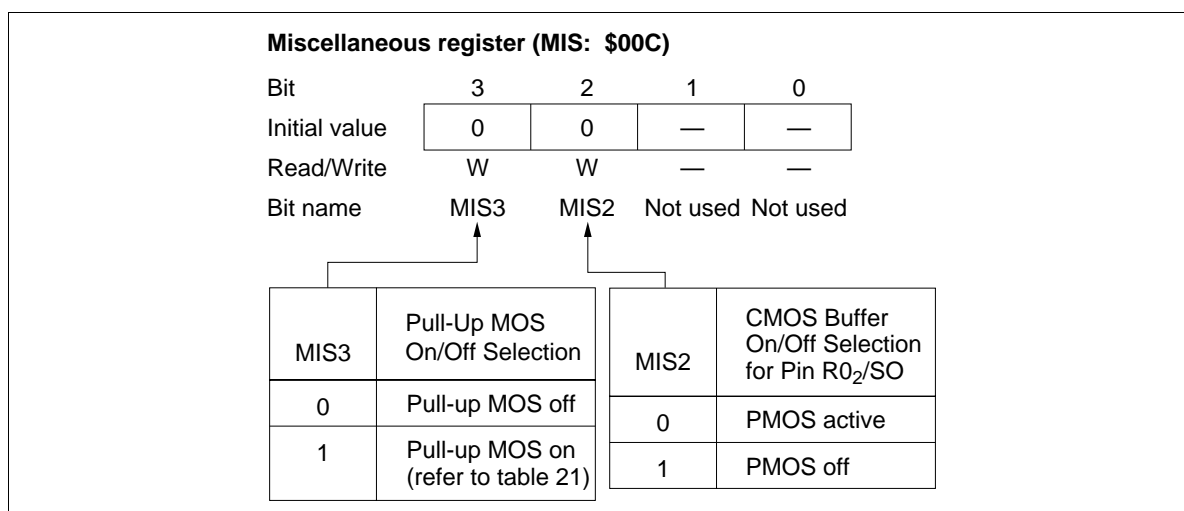 Miscellaneous register (MIS: $00C)
Bit 3 2 1 0
Initial value 0 0 — —
Read/Write W W — —
Bit name MIS3 MIS2 Not used Not used
MIS3 Pull-Up MOS On/Off Selection
0 Pull-up MOS off
1 Pull-up MOS on (refer to table 21)
MIS2 CMOS Buffer On/Off Selection for Pin R0₂/SO
0 PMOS active
1 PMOS off